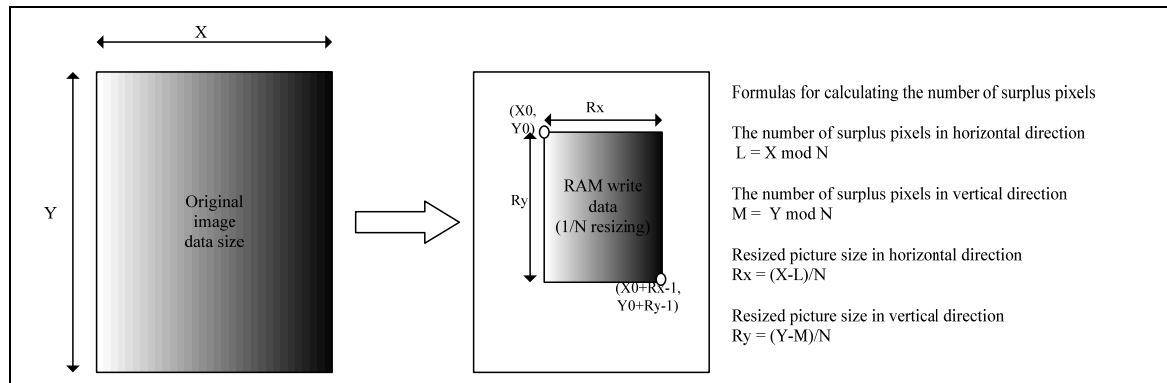 X
Y
Original
image
data size
(X0,
Y0)
Rx
Ry
RAM write
data
(1/N resizing)
(X0+Rx-1,
Y0+Ry-1)
Formulas for calculating the number of surplus pixels
The number of surplus pixels in horizontal direction
L = X mod N
The number of surplus pixels in vertical direction
M = Y mod N
Resized picture size in horizontal direction
Rx = (X-L)/N
Resized picture size in vertical direction
Ry = (Y-M)/N